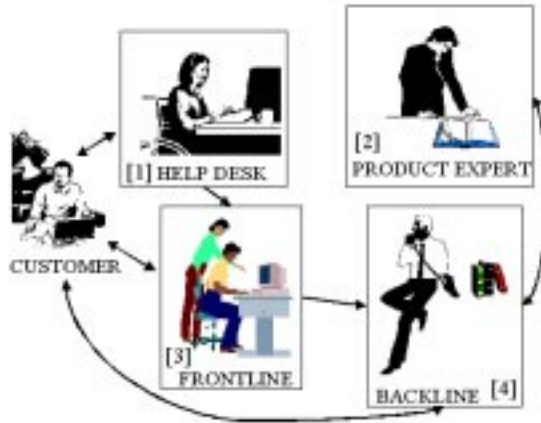 [1] HELP DESK
[2]
PRODUCT EXPERT
CUSTOMER
[3]
FRONTLINE
BACKLINE [4]